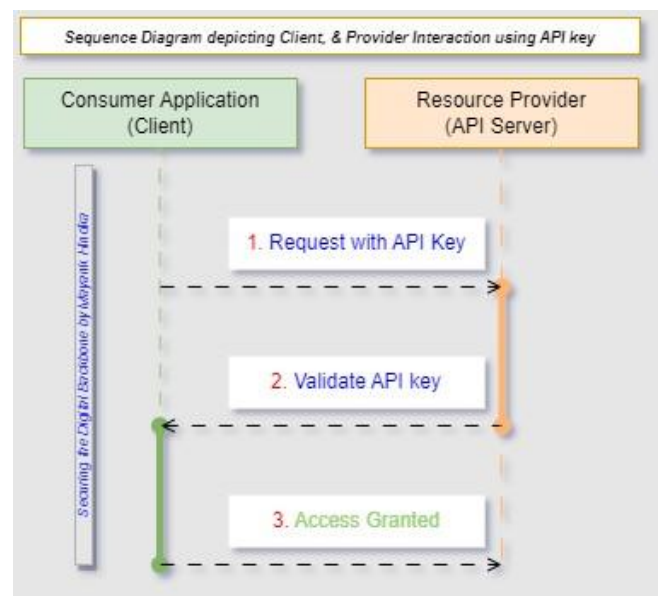 Sequence Diagram depicting Client, & Provider Interaction using API key
Consumer Application
(Client)
Resource Provider
(API Server)
Securing the Digital Backbone by Mayank
1. Request with API Key
2. Validate API key
3. Access Granted